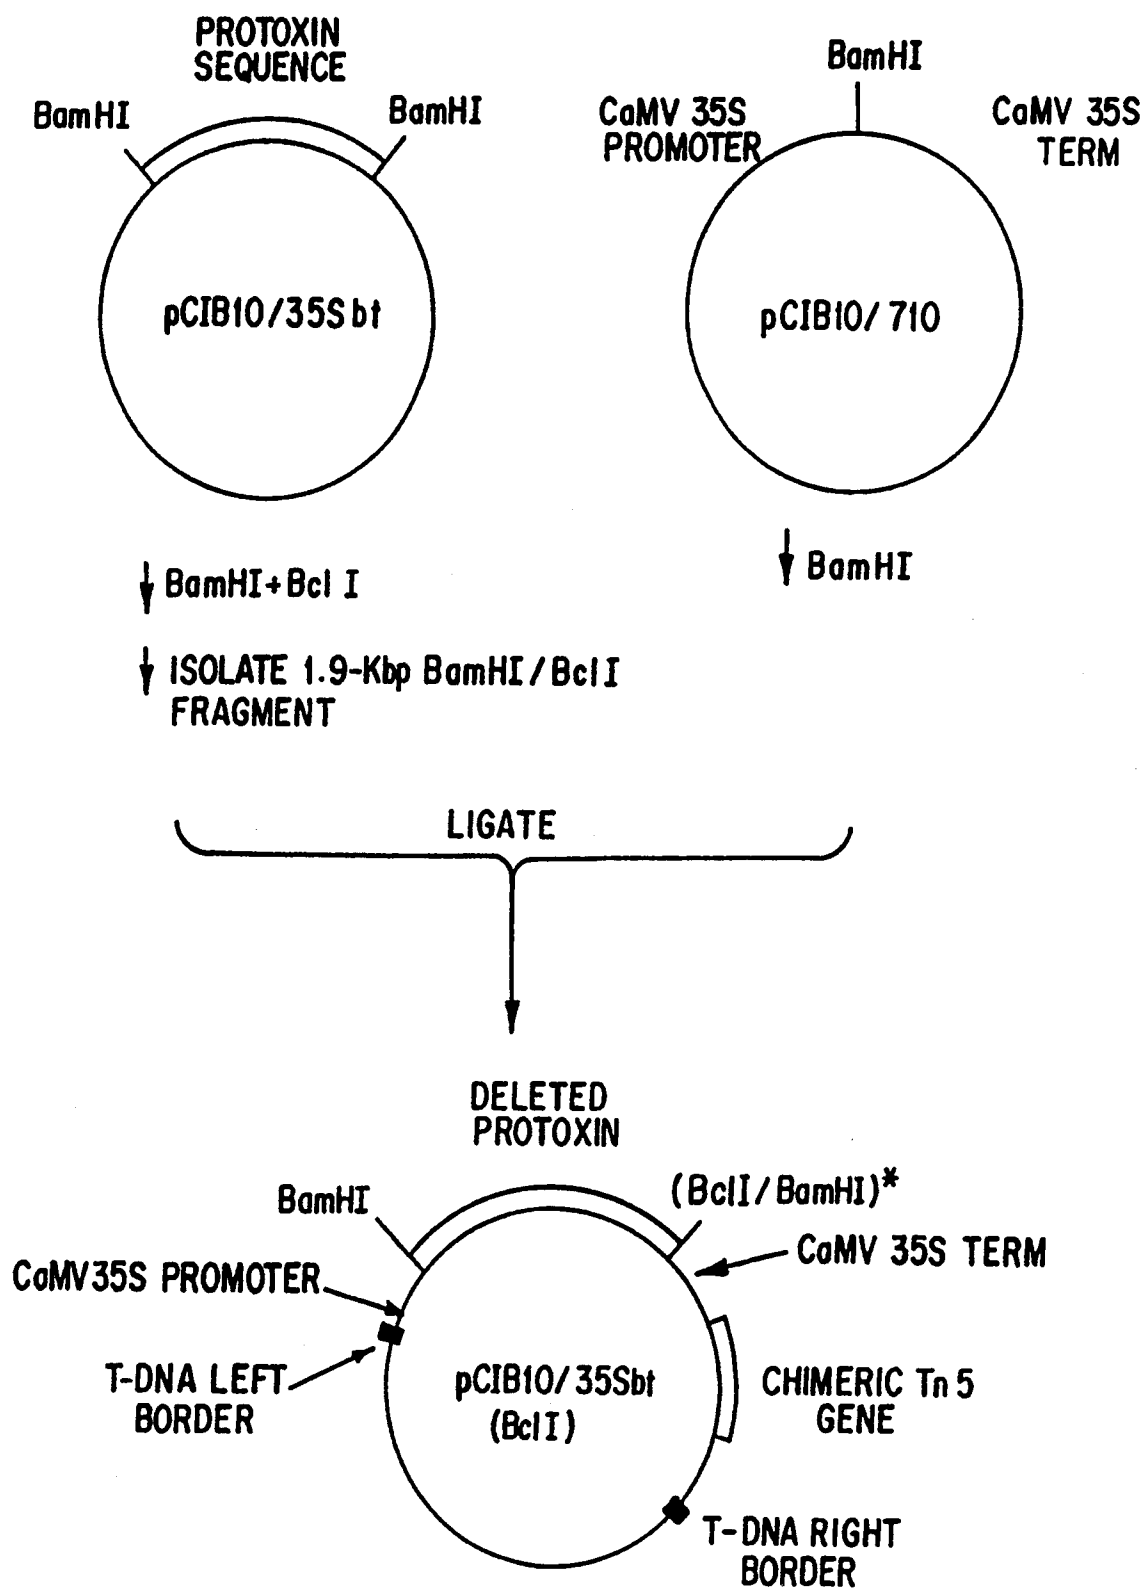 PROTOXIN
SEQUENCE
BamHI
BamHI
pCIB10/35Sbt
BamHI
CaMV 35S
PROMOTER
CaMV 35S
TERM
pCIB10/710
BamHI+Bcl I
ISOLATE 1.9-Kbp BamHI/BclI
FRAGMENT
BamHI
LIGATE
DELETED
PROTOXIN
BamHI
(BclI/BamHI)*
CaMV 35S TERM
CaMV35S PROMOTER
T-DNA LEFT
BORDER
pCIB10/35Sbt
(BclI)
CHIMERIC Tn5
GENE
T-DNA RIGHT
BORDER